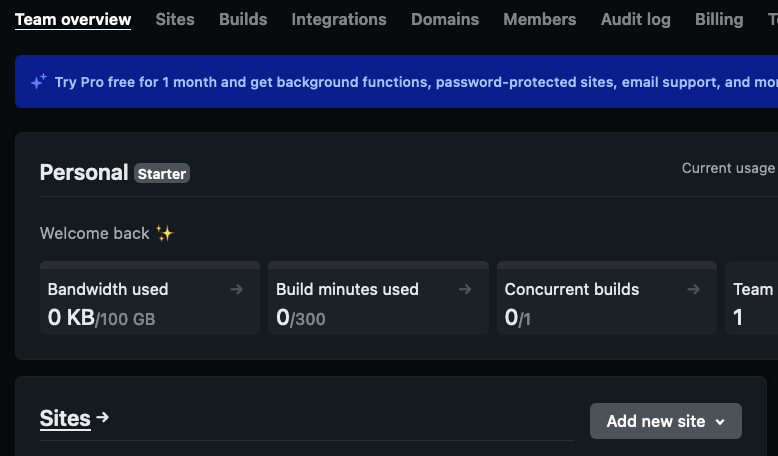 Team overview Sites Builds Integrations Domains Members Audit log Billing
Try Pro free for 1 month and get background functions, password-protected sites, email support, and
Personal Starter
Current usage
Welcome back ✨
Bandwidth used →
0 KB/100 GB
Build minutes used →
0/300
Concurrent builds →
0/1
Team
1
Sites →
Add new site